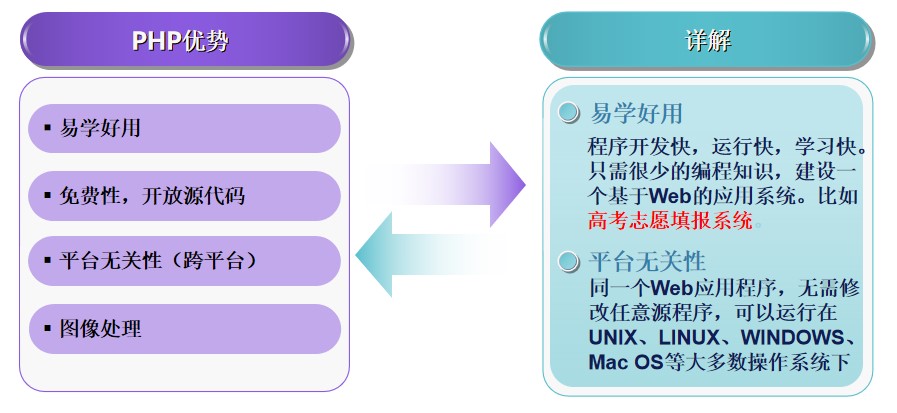 PHP优势
▪ 易学好用
▪ 免费性，开放源代码
▪ 平台无关性（跨平台）
▪ 图像处理
详解
易学好用
程序开发快，运行快，学习快。
只需很少的编程知识，建设一
个基于Web的应用系统。比如
高考志愿填报系统。
平台无关性
同一个Web应用程序，无需修
改任意源程序，可以运行在
UNIX、LINUX、WINDOWS、
Mac OS等大多数操作系统下